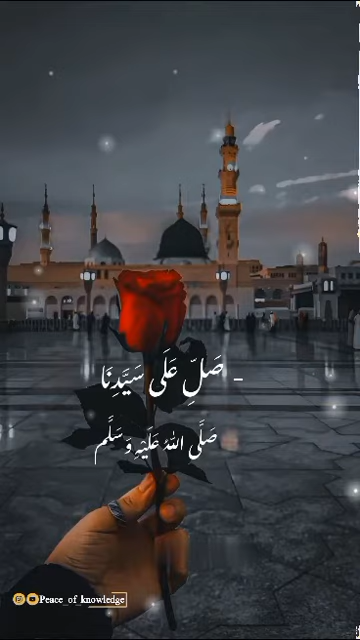 صَلِّ عَلَى سَيِّدِنَا -
صَلَّى اللهُ عَلَيْهِ وَسَلَّم
Peace_of_knowledge